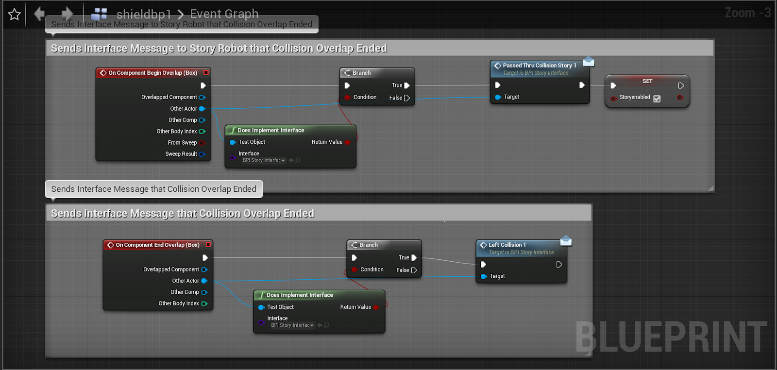 shieldbp1 > Event Graph
Zoom -3
Sends Interface Message to Story Robot that Collision Overlap Ended
Sends Interface Message to Story Robot that Collision Overlap Ended
On Component Begin Overlap (Box)
Overlapped Component
Other Actor
Other Comp
Other Body Index
From Sweep
Sweep Result
Does Implement Interface
Test Object
Return Value
Interface
BPI Story Interfac
Branch
True
Condition
False
Passed Thru Collision Story 1
Target is BPI Story Interface
Target
SET
Storyenabled
Sends Interface Message that Collision Overlap Ended
Sends Interface Message that Collision Overlap Ended
On Component End Overlap (Box)
Overlapped Component
Other Actor
Other Comp
Other Body Index
Does Implement Interface
Test Object
Return Value
Interface
BPI Story Interfac
Branch
True
Condition
False
Left Collision 1
Target is BPI Story Interface
Target
BLUEPRINT